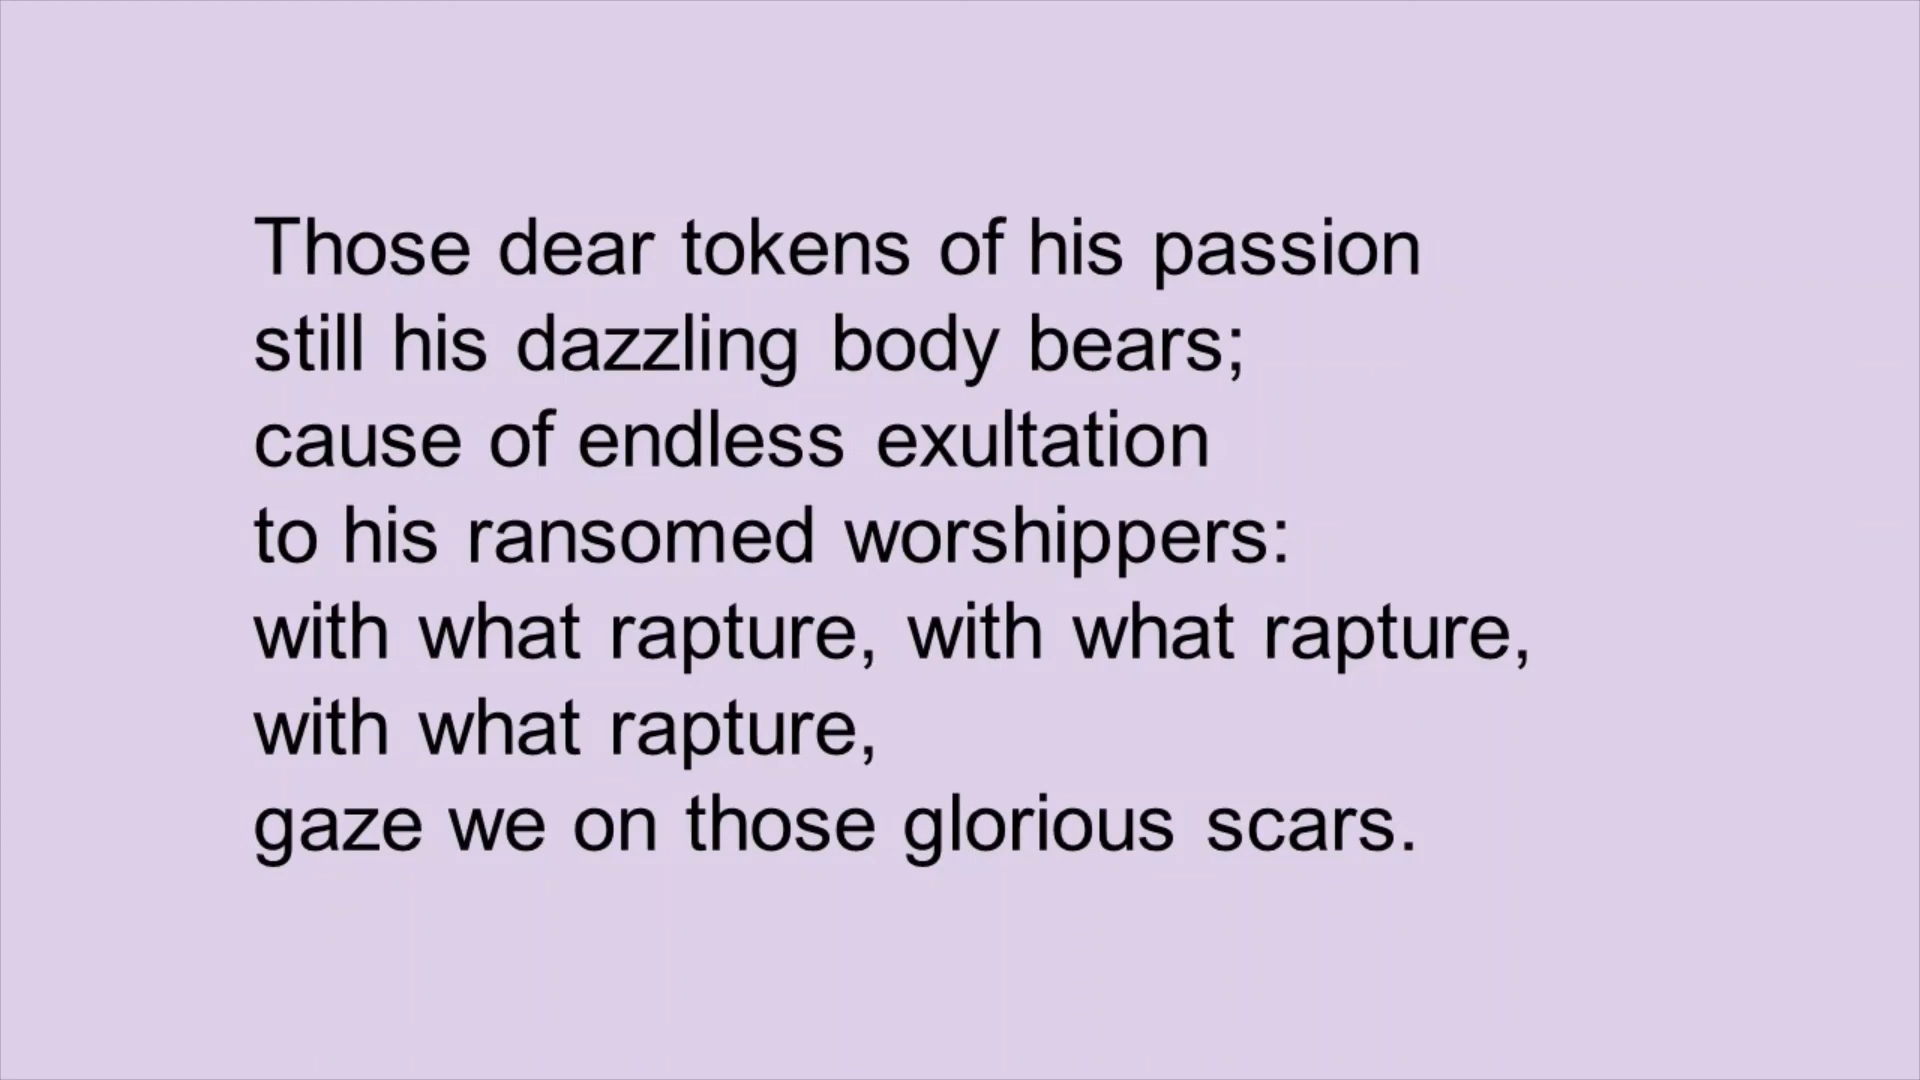 Those dear tokens of his passion
still his dazzling body bears;
cause of endless exultation
to his ransomed worshippers:
with what rapture, with what rapture,
with what rapture,
gaze we on those glorious scars.